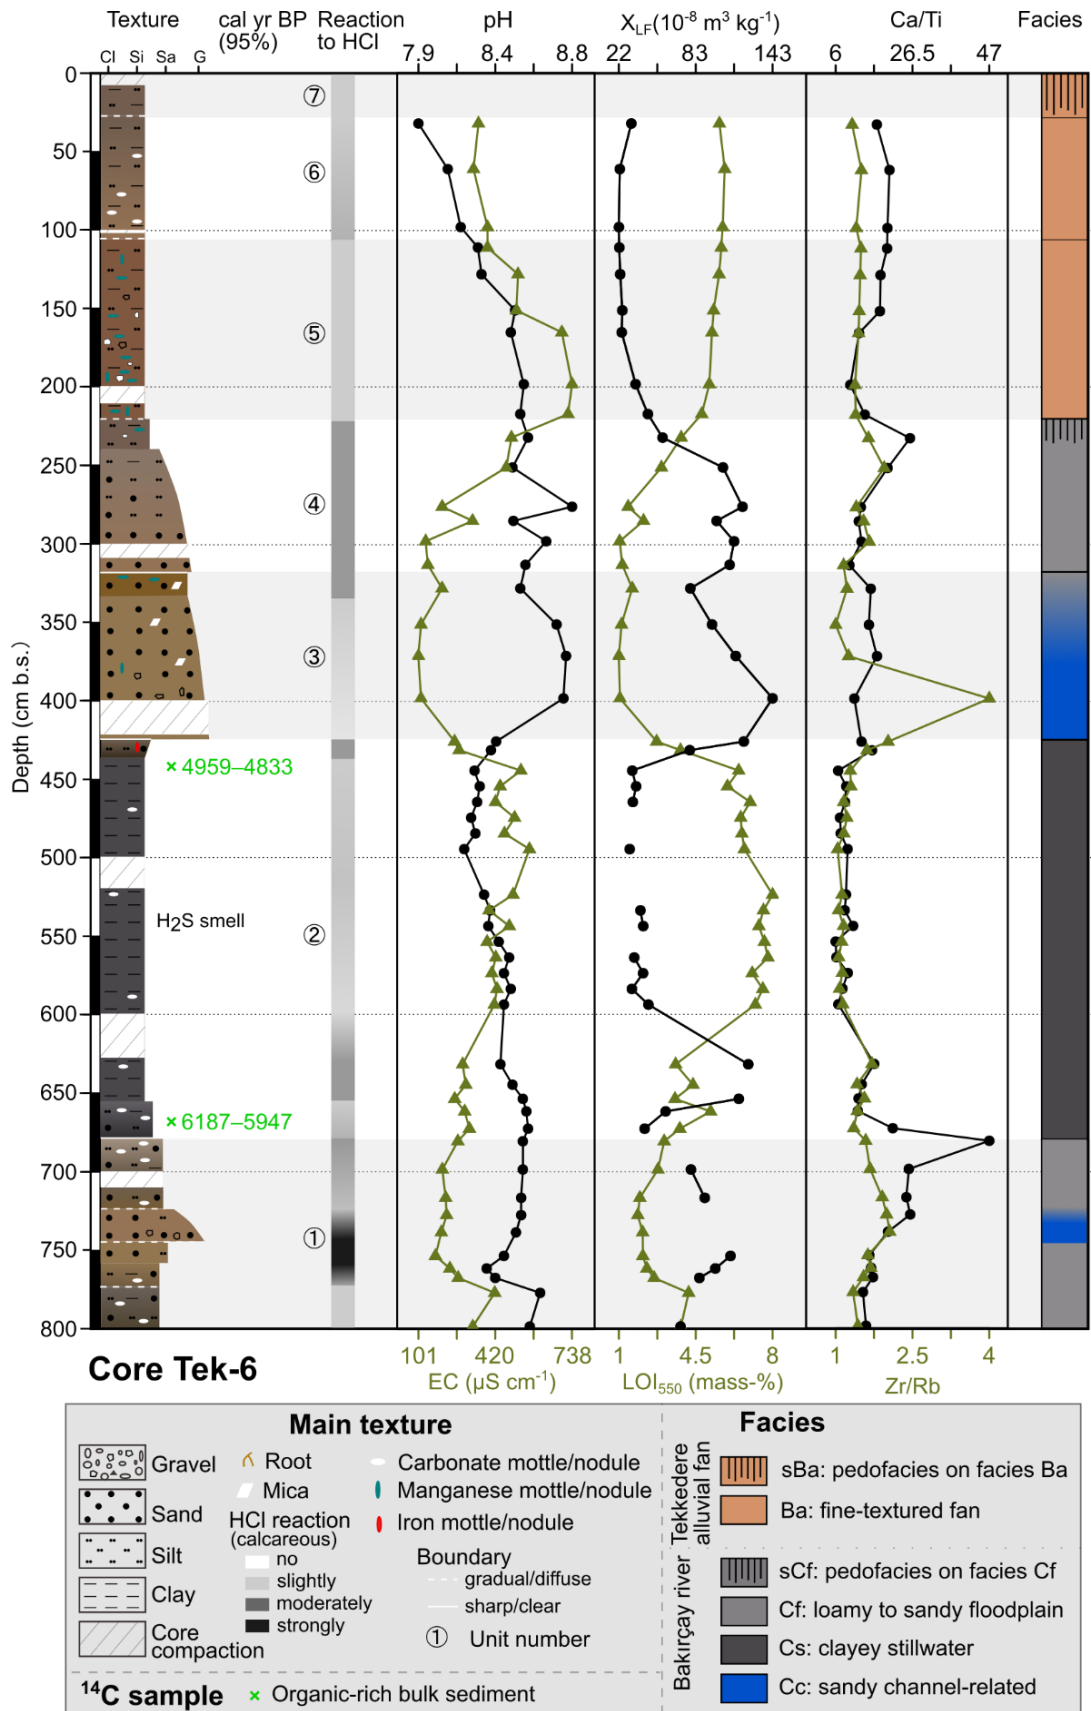 Texture cal yr BP (95%) Reaction to HCl pH X_LF(10⁻⁸ m³ kg⁻¹) Ca/Ti Facies
Cl Si Sa G 7.9 8.4 8.8 22 83 143 6 26.5 47
0
⑦
50
⑥
100
150
⑤
200
250
④
300
350
③
400
450
× 4959–4833
500
H₂S smell
550
②
600
650
× 6187–5947
700
①
750
800
Depth (cm b.s.)
101 420 738 1 4.5 8 1 2.5 4
Core Tek-6 EC (µS cm⁻¹) LOI₅₅₀ (mass-%) Zr/Rb
Main texture
Gravel
Sand
Silt
Clay
Core compaction
Root
Mica
HCl reaction
(calcareous)
no
slightly
moderately
strongly
Carbonate mottle/nodule
Manganese mottle/nodule
Iron mottle/nodule
Boundary
gradual/diffuse
sharp/clear
① Unit number
¹⁴C sample × Organic-rich bulk sediment
Facies
Tekkedere
alluvial fan
sBa: pedofacies on facies Ba
Ba: fine-textured fan
Bakırçay river
sCf: pedofacies on facies Cf
Cf: loamy to sandy floodplain
Cs: clayey stillwater
Cc: sandy channel-related